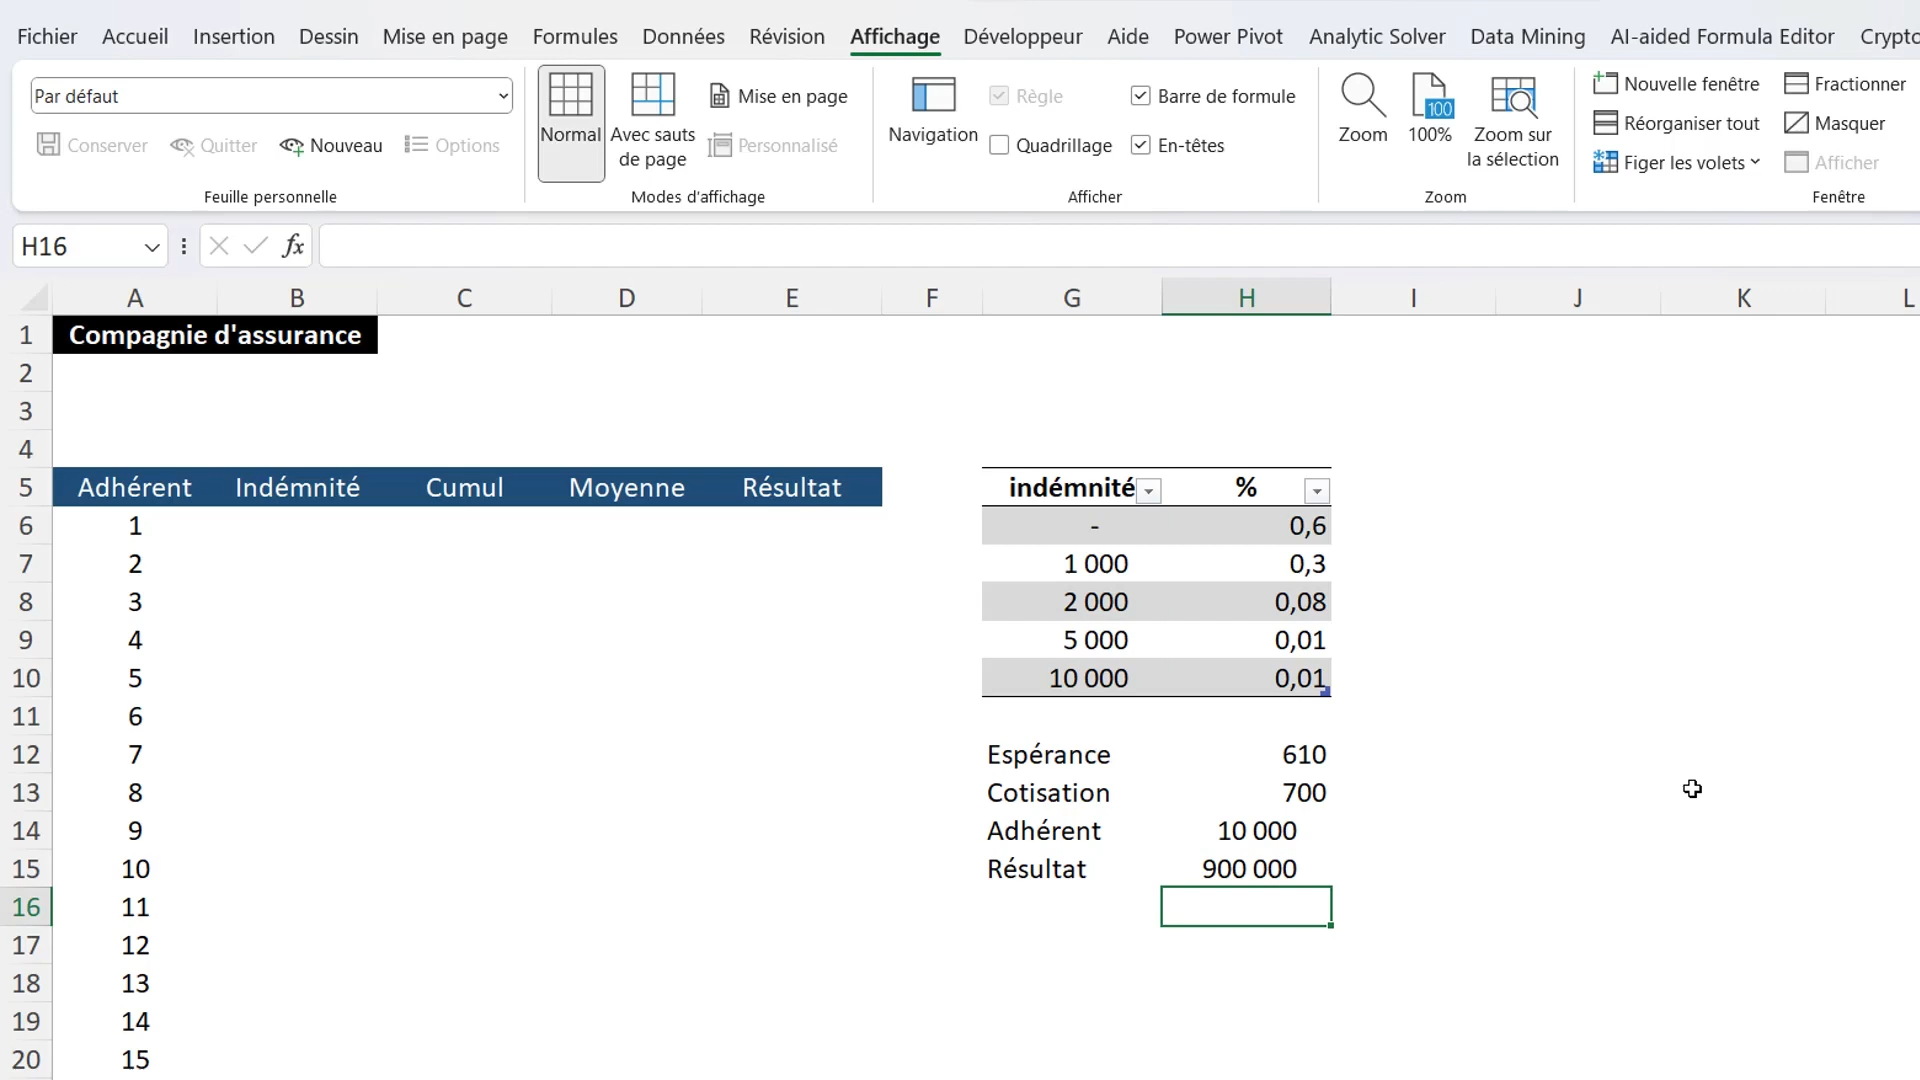 Fichier Accueil Insertion Dessin Mise en page Formules Données Révision Affichage Développeur Aide Power Pivot Analytic Solver Data Mining AI-aided Formula Editor Crypto
Par défaut
Conserver Quitter Nouveau Options
Feuille personnelle
Normal
Avec sauts
de page
Mise en page
Personnalisé
Modes d'affichage
Navigation
Règle
Barre de formule
Quadrillage
En-têtes
Afficher
Zoom
100
100%
Zoom sur
la sélection
Zoom
Nouvelle fenêtre
Réorganiser tout
Figer les volets
Fractionner
Masquer
Afficher
Fenêtre
H16 fx
A B C D E F G H I J K L
1 Compagnie d'assurance
2
3
4
5 Adhérent Indémnité Cumul Moyenne Résultat indémnité %
6 1 - 0,6
7 2 1 000 0,3
8 3 2 000 0,08
9 4 5 000 0,01
10 5 10 000 0,01
11 6
12 7 Espérance 610
13 8 Cotisation 700
14 9 Adhérent 10 000
15 10 Résultat 900 000
16 11
17 12
18 13
19 14
20 15